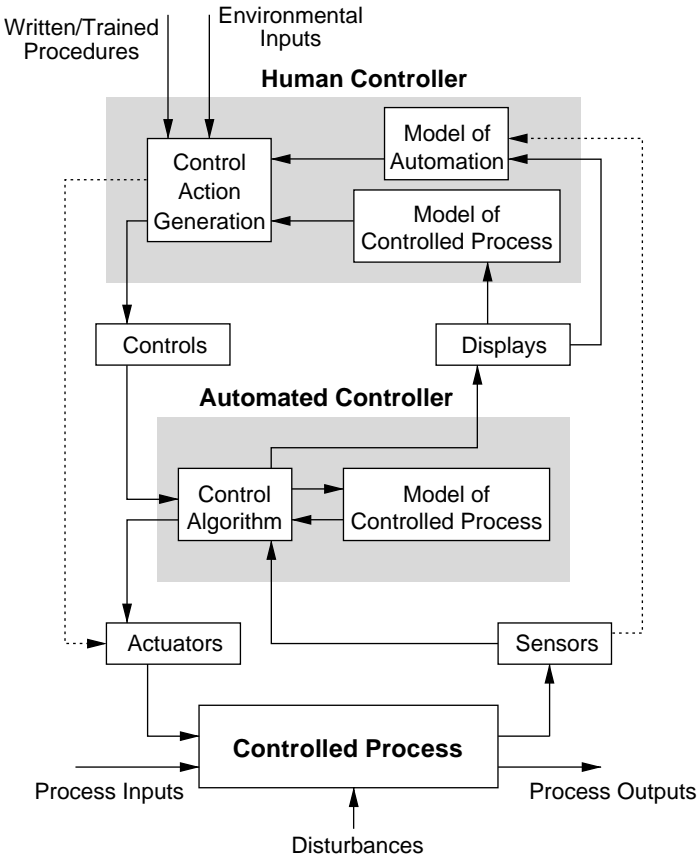 Written/Trained
Procedures
Environmental
Inputs
Human Controller
Control
Action
Generation
Model of
Automation
Model of
Controlled Process
Controls
Displays
Automated Controller
Control
Algorithm
Model of
Controlled Process
Actuators
Sensors
Controlled Process
Process Inputs
Process Outputs
Disturbances